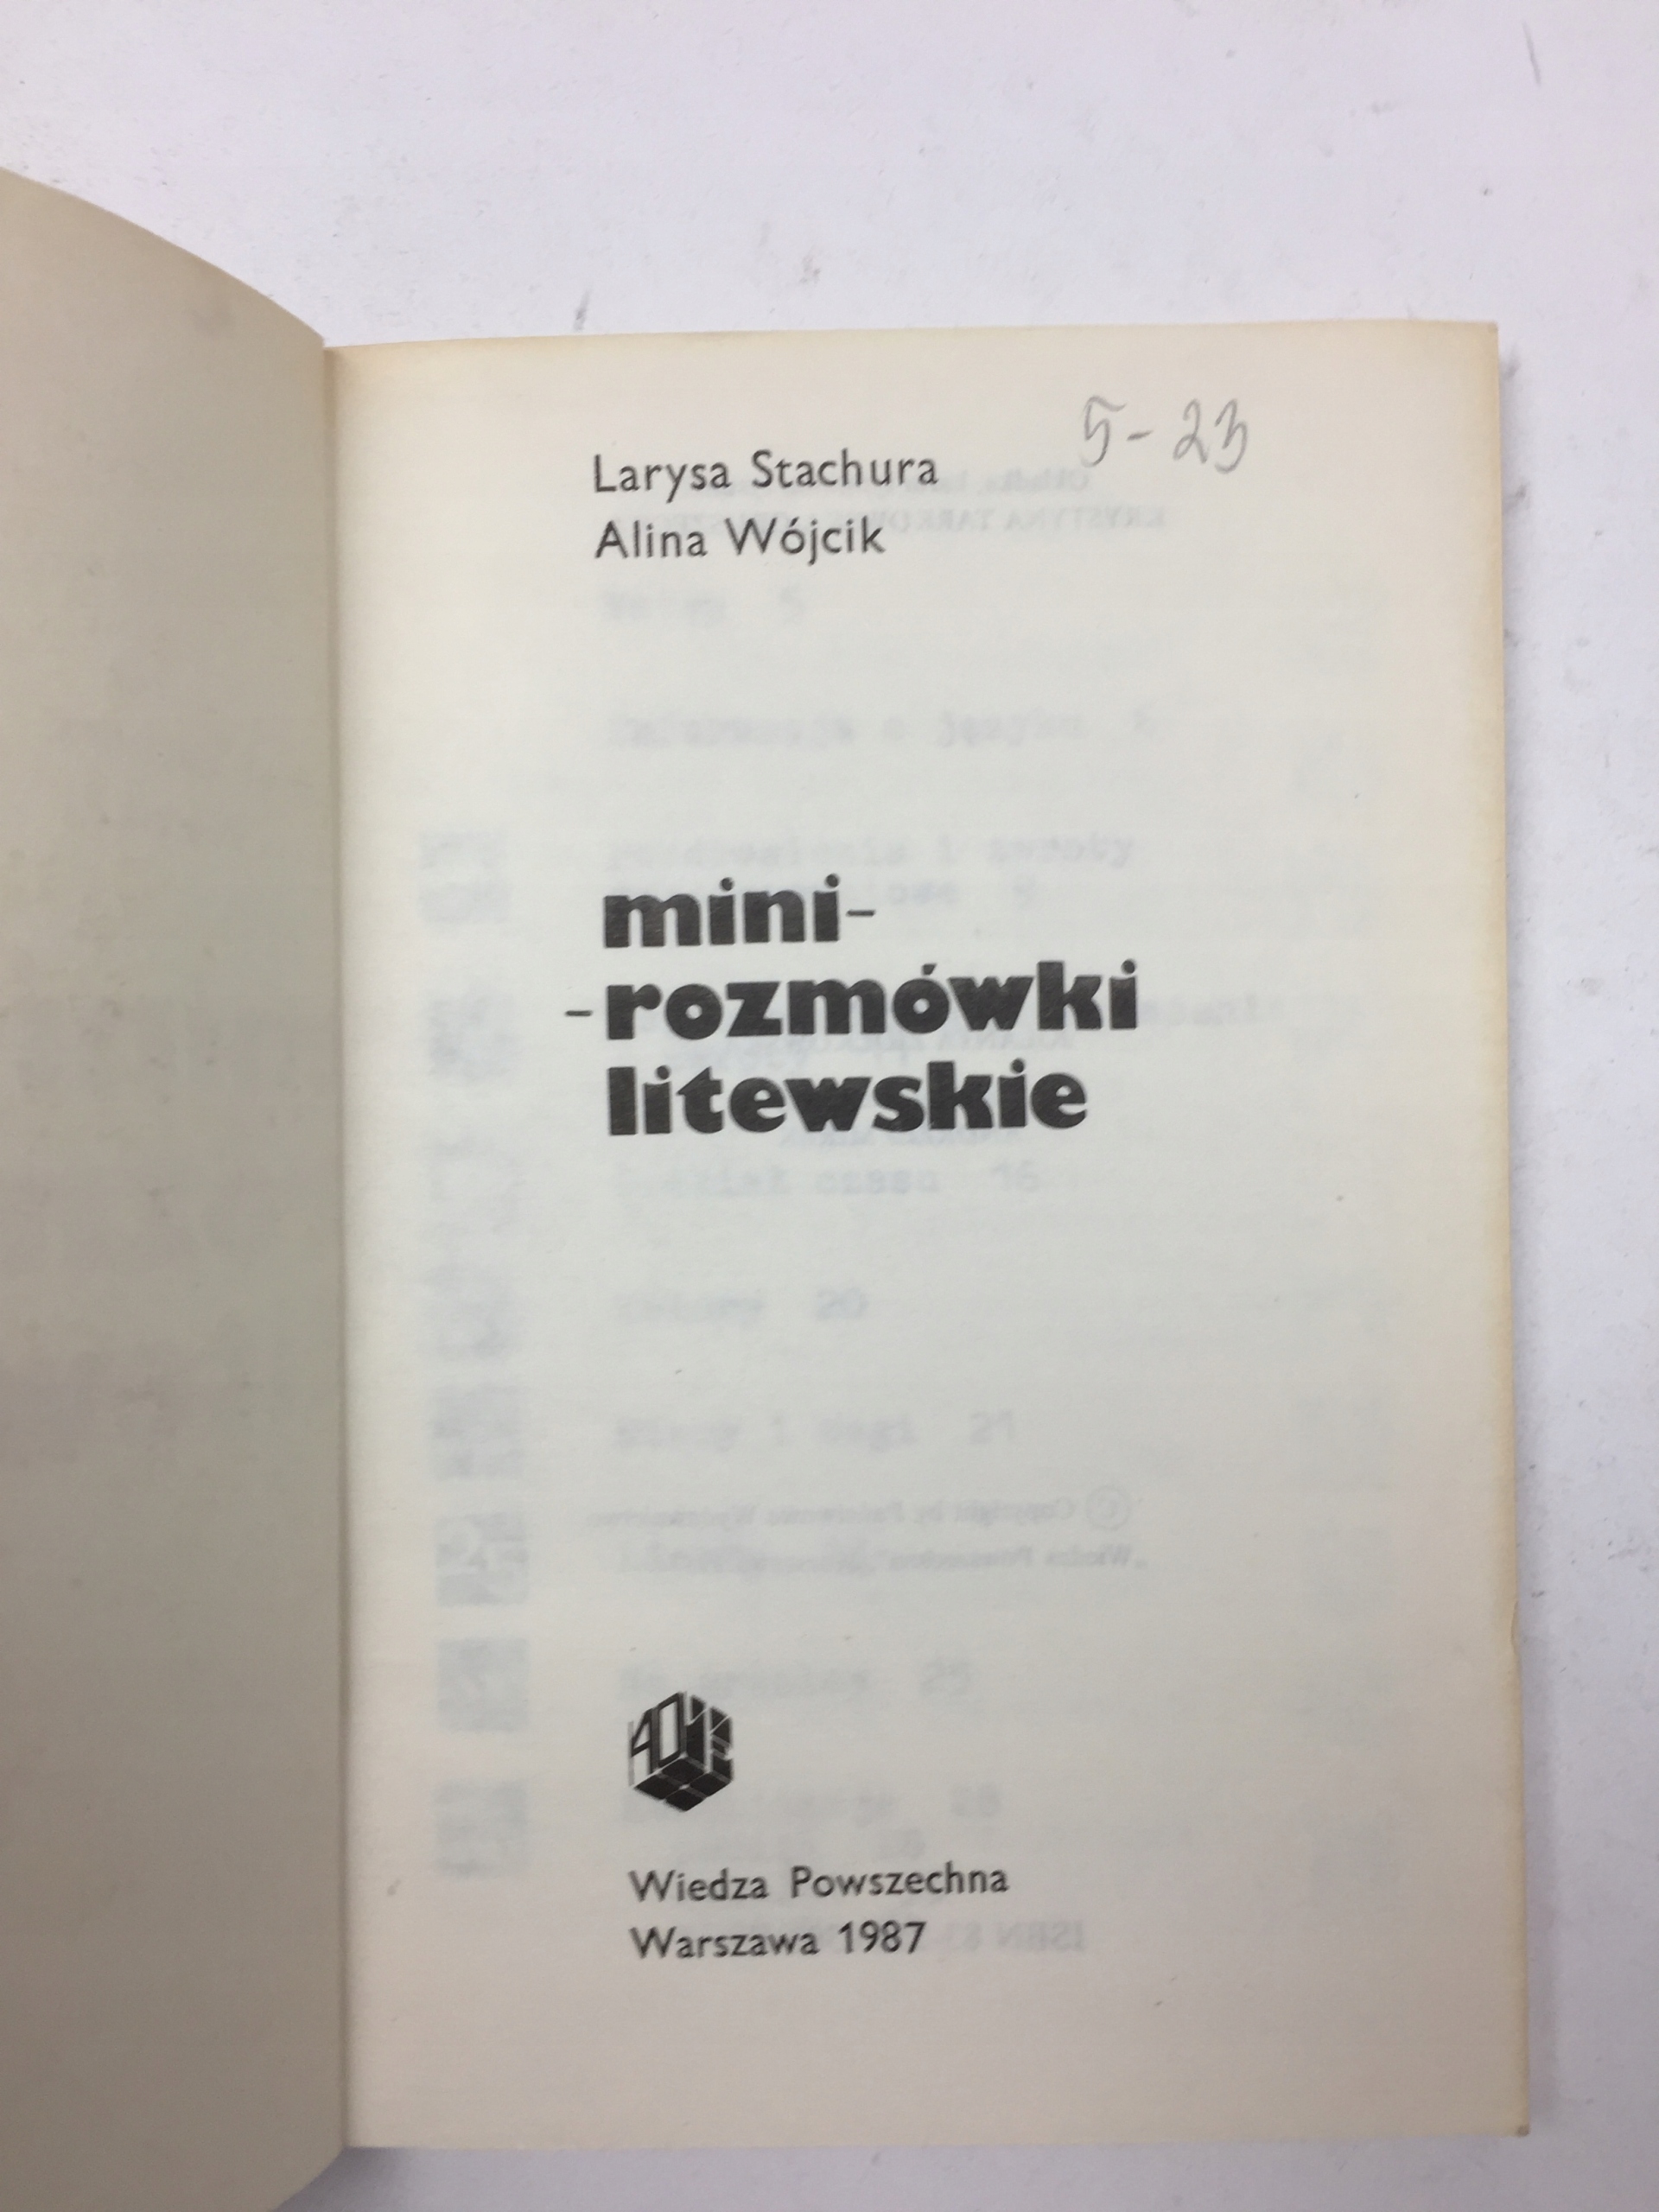 5-23
Larysa Stachura
Alina Wójcik
mini-
-rozmówki
litewskie
Wiedza Powszechna
Warszawa 1987